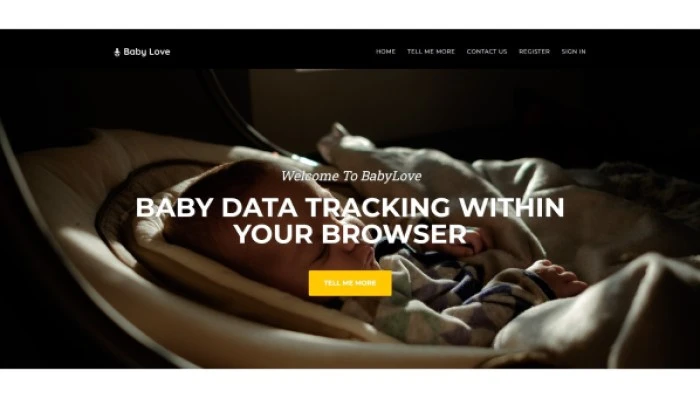 Baby Love
HOME TELL ME MORE CONTACT US REGISTER SIGN IN
Welcome To BabyLove
BABY DATA TRACKING WITHIN
YOUR BROWSER
TELL ME MORE